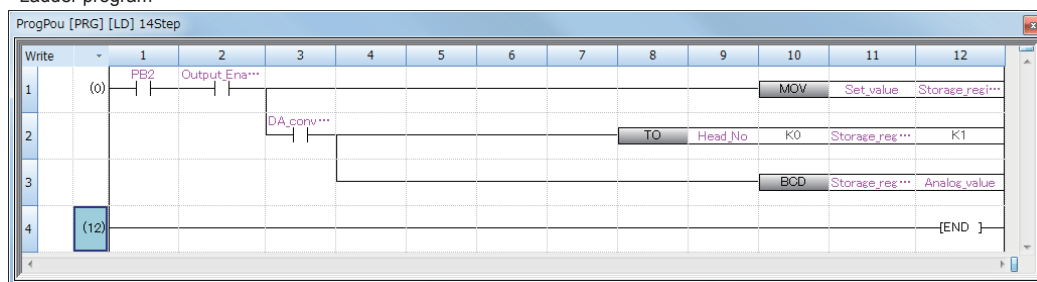 Ladder program
ProgPou [PRG] [LD] 14Step
Write 1 2 3 4 5 6 7 8 9 10 11 12
PB2 Output_Ena···
1 (0) MOV Set_value Storage_regi···
DA_conv···
2 TO Head_No K0 Storage_reg··· K1
3 BCD Storage_reg··· Analog_value
4 (12) [END ]